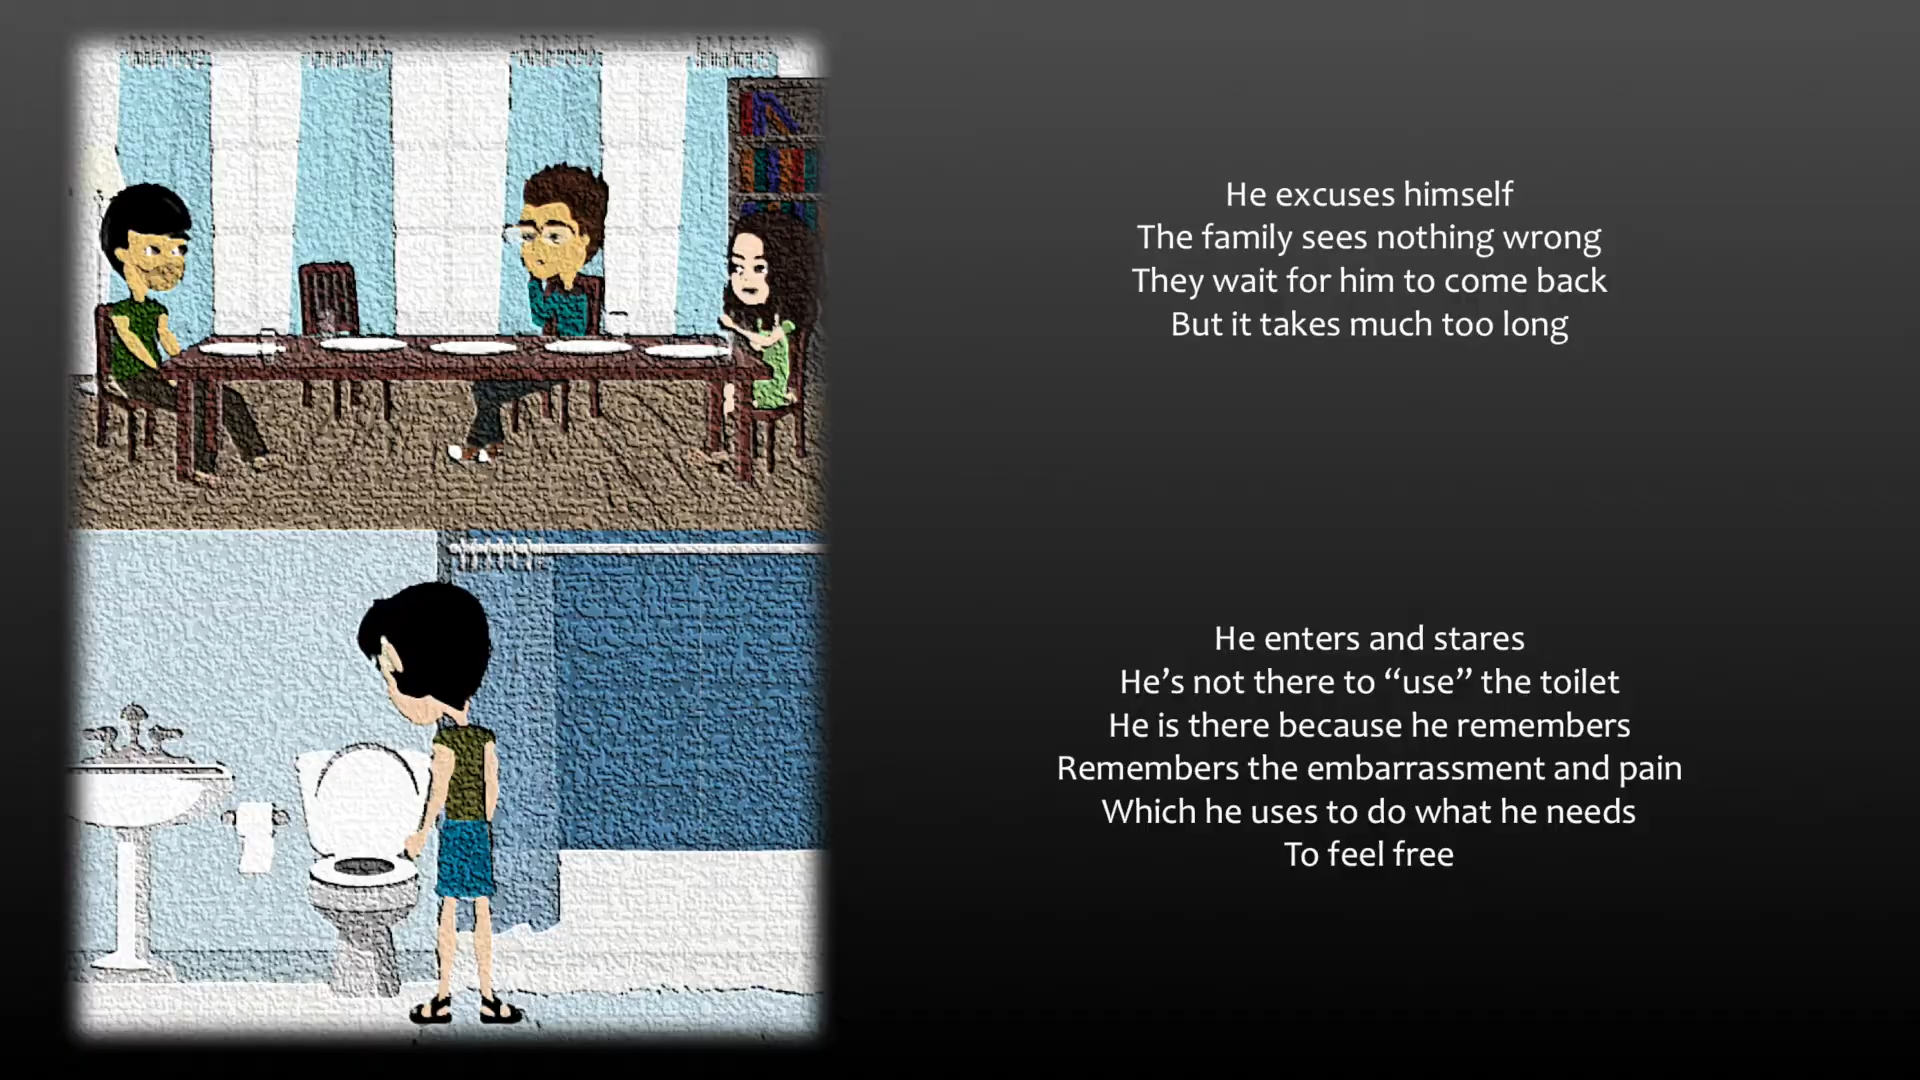 He excuses himself
The family sees nothing wrong
They wait for him to come back
But it takes much too long
He enters and stares
He’s not there to “use” the toilet
He is there because he remembers
Remembers the embarrassment and pain
Which he uses to do what he needs
To feel free